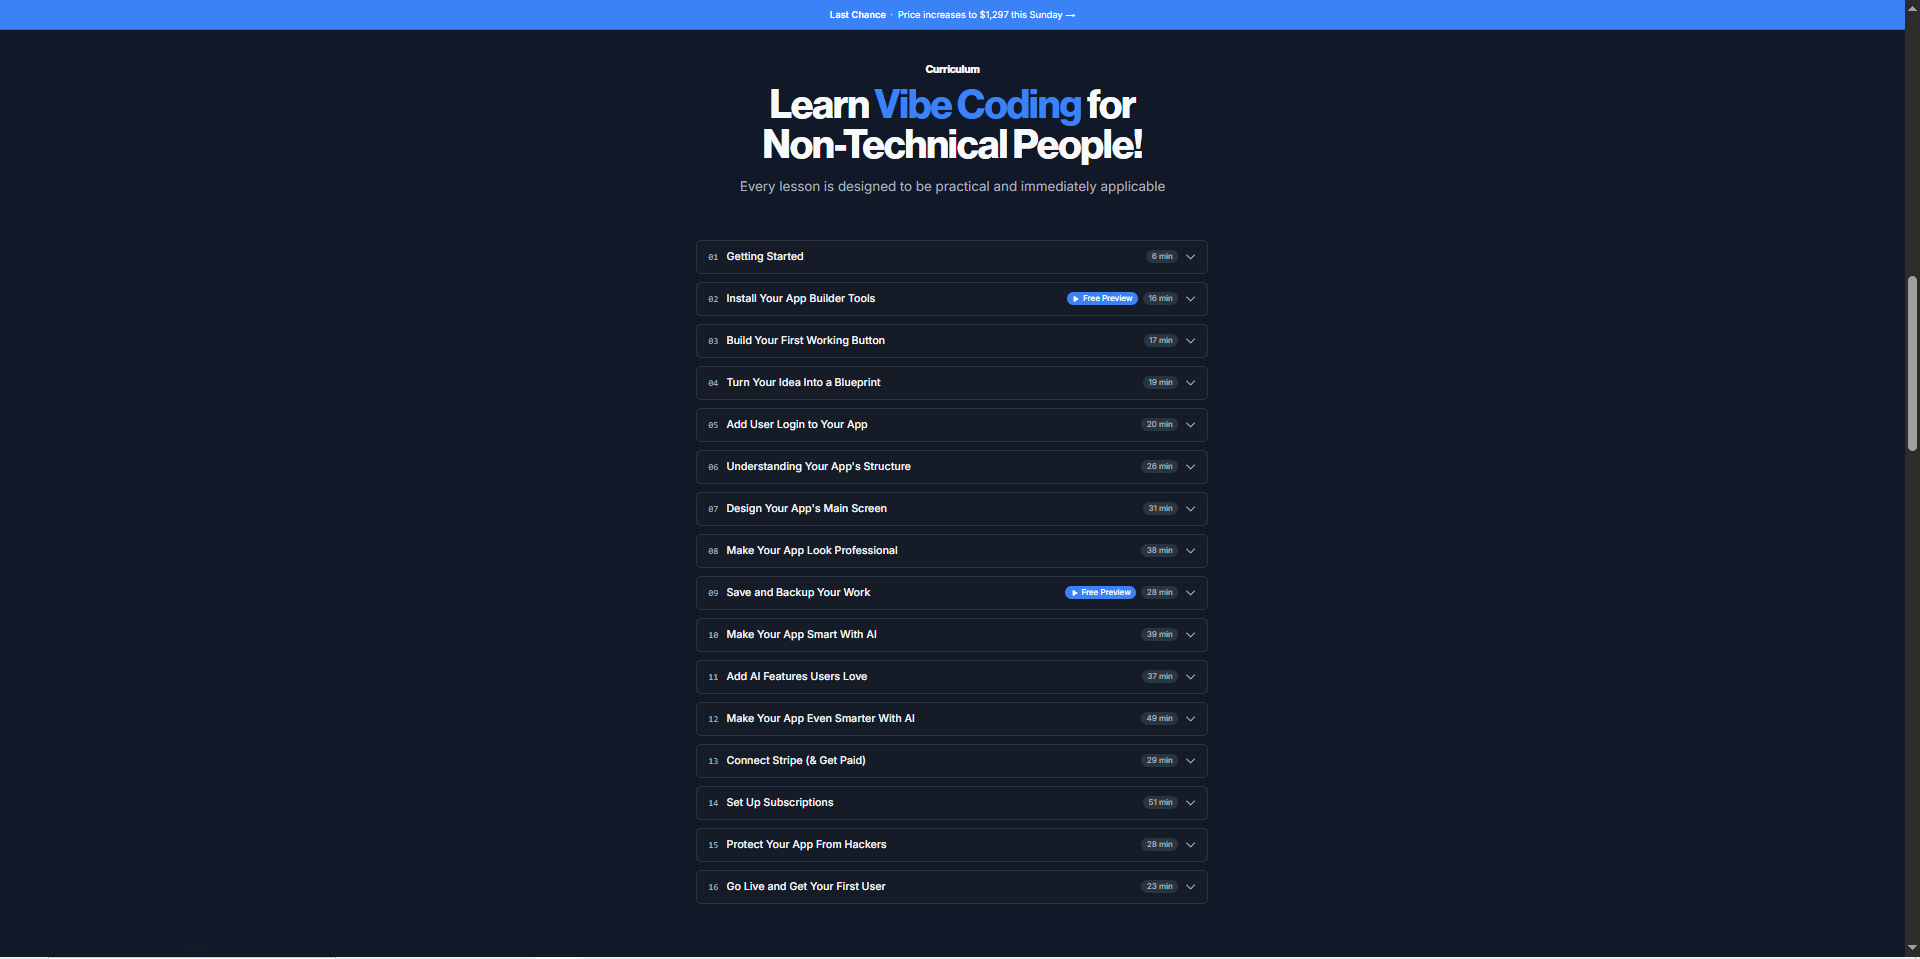 Last Chance · Price increases to $1,297 this Sunday →
Curriculum
Learn Vibe Coding for
Non-Technical People!
Every lesson is designed to be practical and immediately applicable
01 Getting Started 6 min
02 Install Your App Builder Tools Free Preview 16 min
03 Build Your First Working Button 17 min
04 Turn Your Idea Into a Blueprint 19 min
05 Add User Login to Your App 20 min
06 Understanding Your App's Structure 26 min
07 Design Your App's Main Screen 31 min
08 Make Your App Look Professional 38 min
09 Save and Backup Your Work Free Preview 28 min
10 Make Your App Smart With AI 39 min
11 Add AI Features Users Love 37 min
12 Make Your App Even Smarter With AI 49 min
13 Connect Stripe (& Get Paid) 29 min
14 Set Up Subscriptions 51 min
15 Protect Your App From Hackers 28 min
16 Go Live and Get Your First User 23 min